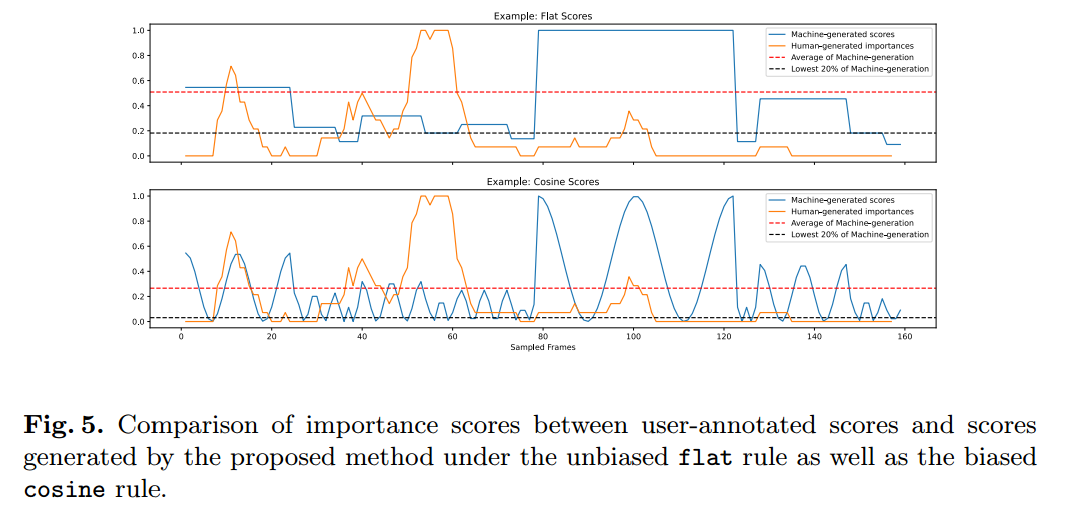 Example: Flat Scores
1.0
0.8
0.6
0.4
0.2
0.0
Machine-generated scores
Human-generated importances
Average of Machine-generation
Lowest 20% of Machine-generation
Example: Cosine Scores
1.0
0.8
0.6
0.4
0.2
0.0
Machine-generated scores
Human-generated importances
Average of Machine-generation
Lowest 20% of Machine-generation
0 20 40 60 80 100 120 140 160
Sampled Frames
Fig. 5. Comparison of importance scores between user-annotated scores and scores
generated by the proposed method under the unbiased flat rule as well as the biased
cosine rule.